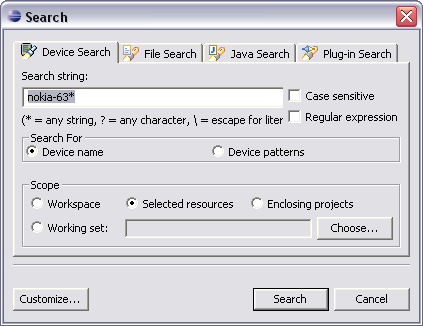 Search
Device Search File Search Java Search Plug-in Search
Search string:
nokia-63* Case sensitive
(* = any string, ? = any character, \ = escape for liter Regular expression
Search For
Device name Device patterns
Scope
Workspace Selected resources Enclosing projects
Working set: Choose...
Customize... Search Cancel